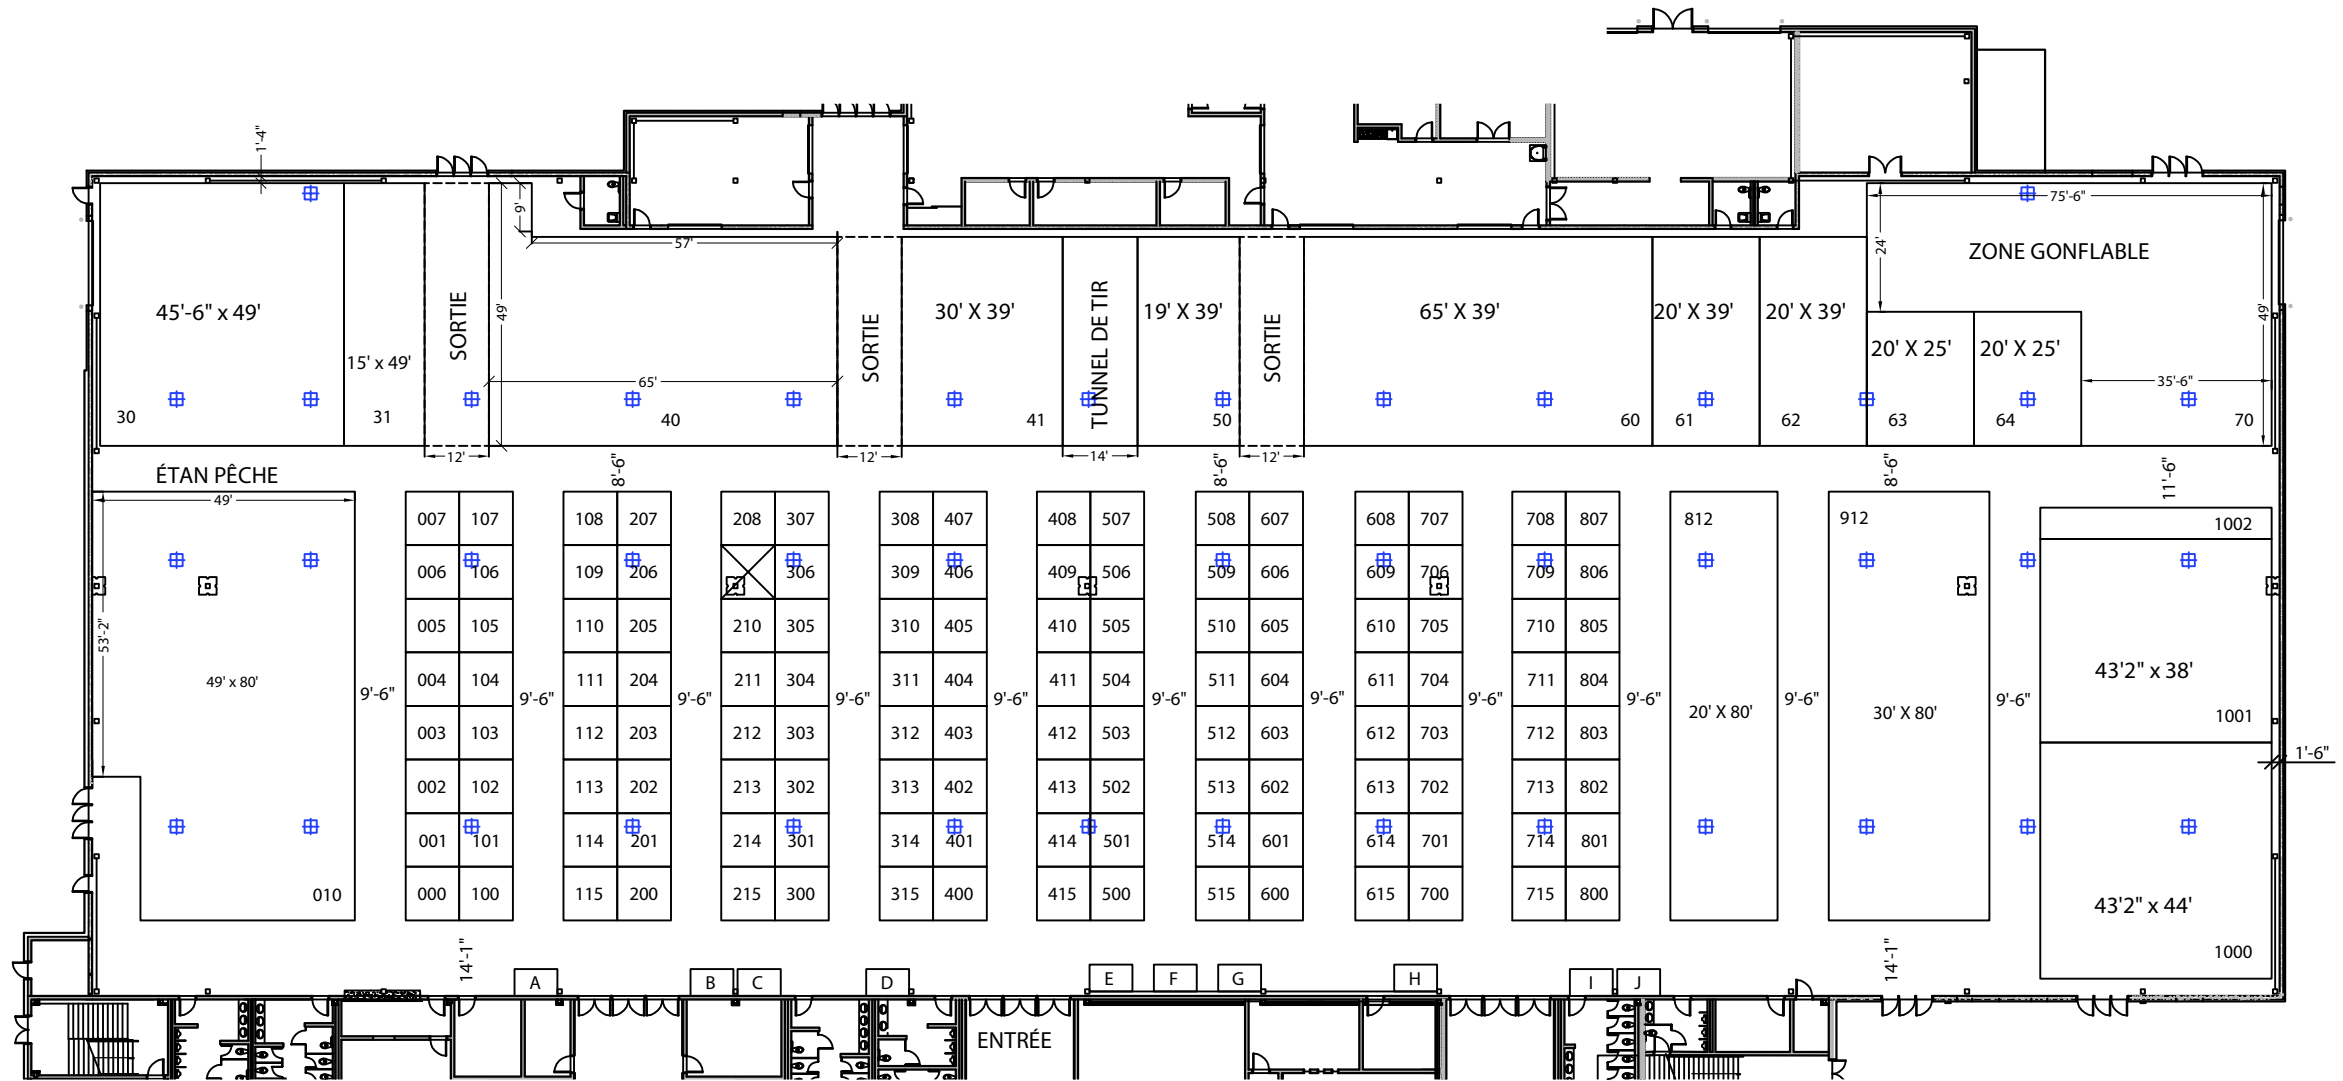 1'-4"
75'-6"
9'
57'
24'
ZONE GONFLABLE
45'-6" x 49'
15' x 49'
SORTIE
49'
SORTIE
30' X 39'
TUNNEL DE TIR
19' X 39'
SORTIE
65' X 39'
20' X 39'
20' X 39'
20' X 25'
20' X 25'
49'
65'
35'-6"
30
31
40
41
50
60
61
62
63
64
70
12'
12'
14'
12'
8'-6"
8'-6"
8'-6"
11'-6"
ÉTAN PÊCHE
49'
007 107 108 207 208 307 308 407 408 507 508 607 608 707 708 807 812 912 1002
006 106 109 206 306 309 406 409 506 509 606 609 706 709 806
53'-2"
005 105 110 205 210 305 310 405 410 505 510 605 610 705 710 805
004 104 111 204 211 304 311 404 411 504 511 604 611 704 711 804
43'2" x 38'
49' x 80'
9'-6" 9'-6" 9'-6" 9'-6" 9'-6" 9'-6" 9'-6" 9'-6" 9'-6" 9'-6" 9'-6"
20' X 80'
30' X 80'
1001
003 103 112 203 212 303 312 403 412 503 512 603 612 703 712 803
1'-6"
002 102 113 202 213 302 313 402 413 502 513 602 613 702 713 802
001 101 114 201 214 301 314 401 414 501 514 601 614 701 714 801
010
000 100 115 200 215 300 315 400 415 500 515 600 615 700 715 800
43'2" x 44'
1000
14'-1"
14'-1"
A B C D E F G H I J
ENTRÉE